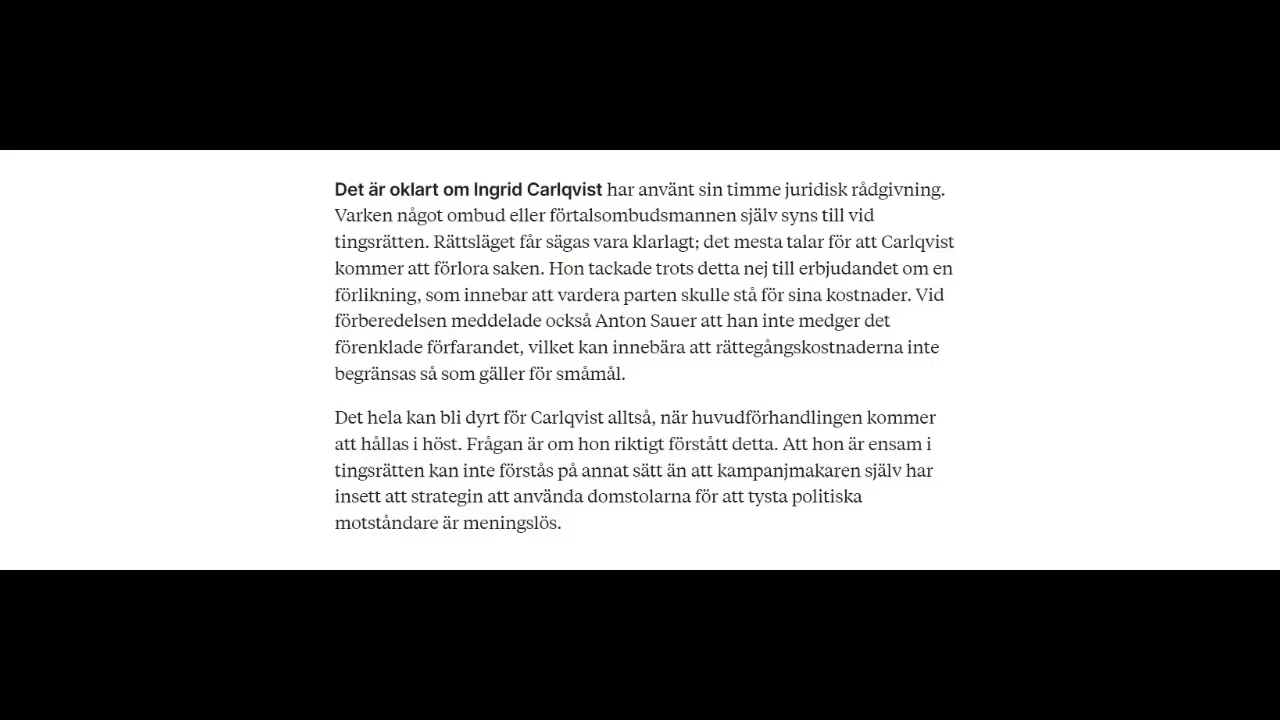 Det är oklart om Ingrid Carlqvist har använt sin timme juridisk rådgivning.
Varken något ombud eller förtalsombudsmannen själv syns till vid
tingsrätten. Rättsläget får sägas vara klarlagt; det mesta talar för att Carlqvist
kommer att förlora saken. Hon tackade trots detta nej till erbjudandet om en
förlikning, som innebar att vardera parten skulle stå för sina kostnader. Vid
förberedelsen meddelade också Anton Sauer att han inte medger det
förenklade förfarandet, vilket kan innebära att rättegångskostnaderna inte
begränsas så som gäller för småmål.
Det hela kan bli dyrt för Carlqvist alltså, när huvudförhandlingen kommer
att hållas i höst. Frågan är om hon riktigt förstått detta. Att hon är ensam i
tingsrätten kan inte förstås på annat sätt än att kampanjmakaren själv har
insett att strategin att använda domstolarna för att tysta politiska
motståndare är meningslös.